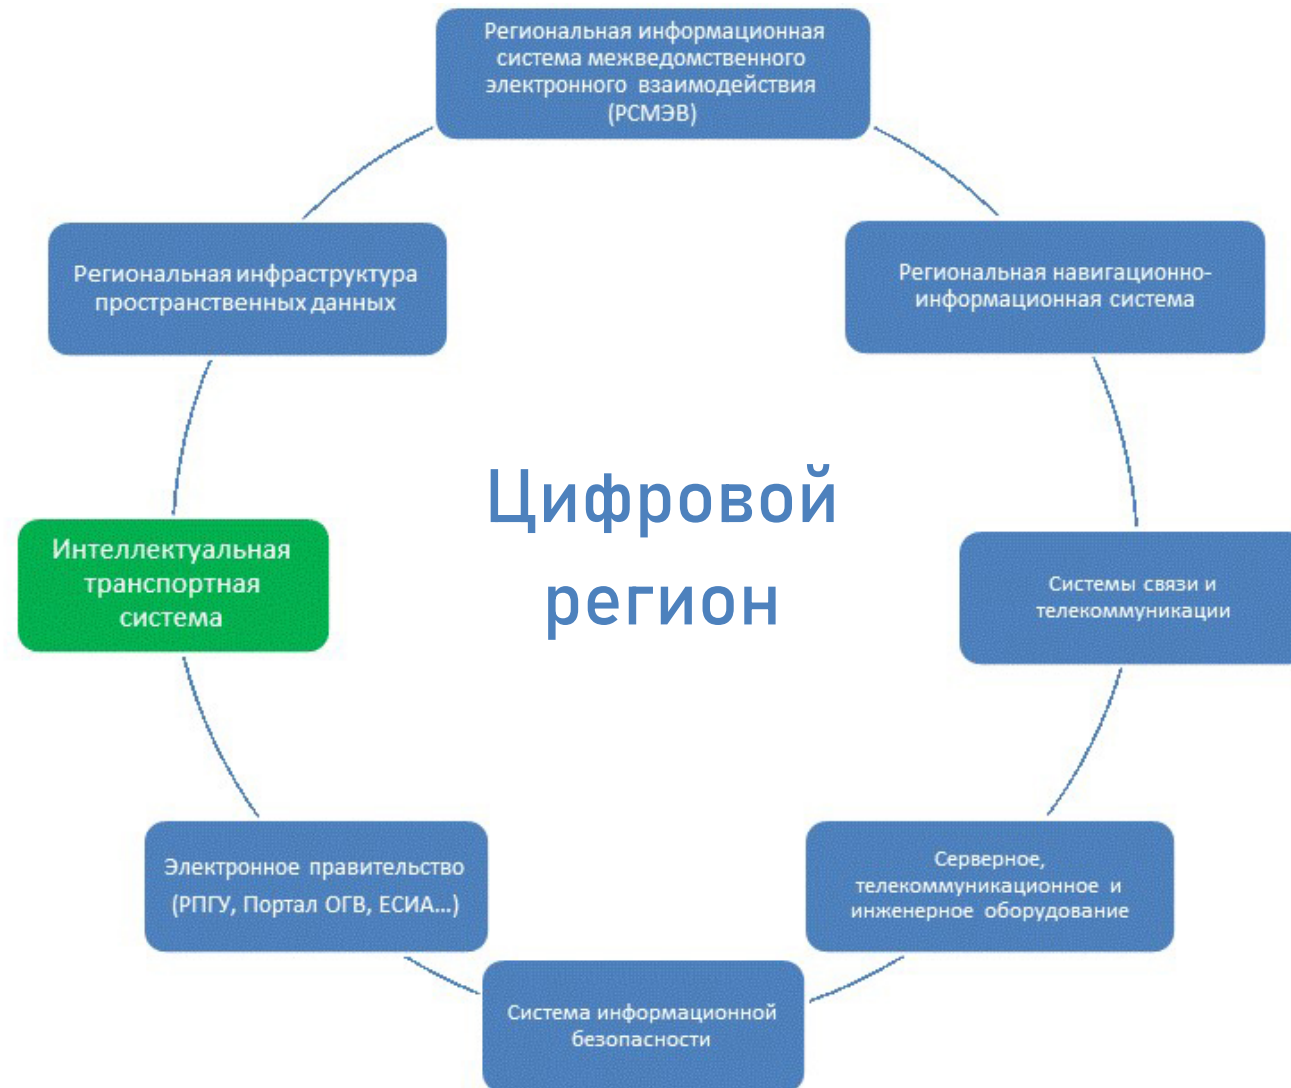 Региональная информационная
система межведомственного
электронного взаимодействия
(РСМЭВ)
Региональная инфраструктура
пространственных данных
Региональная навигационно-
информационная система
Цифровой
регион
Интеллектуальная
транспортная
система
Системы связи и
телекоммуникации
Электронное правительство
(РПГУ, Портал ОГВ, ЕСИА...)
Серверное,
телекоммуникационное и
инженерное оборудование
Система информационной
безопасности